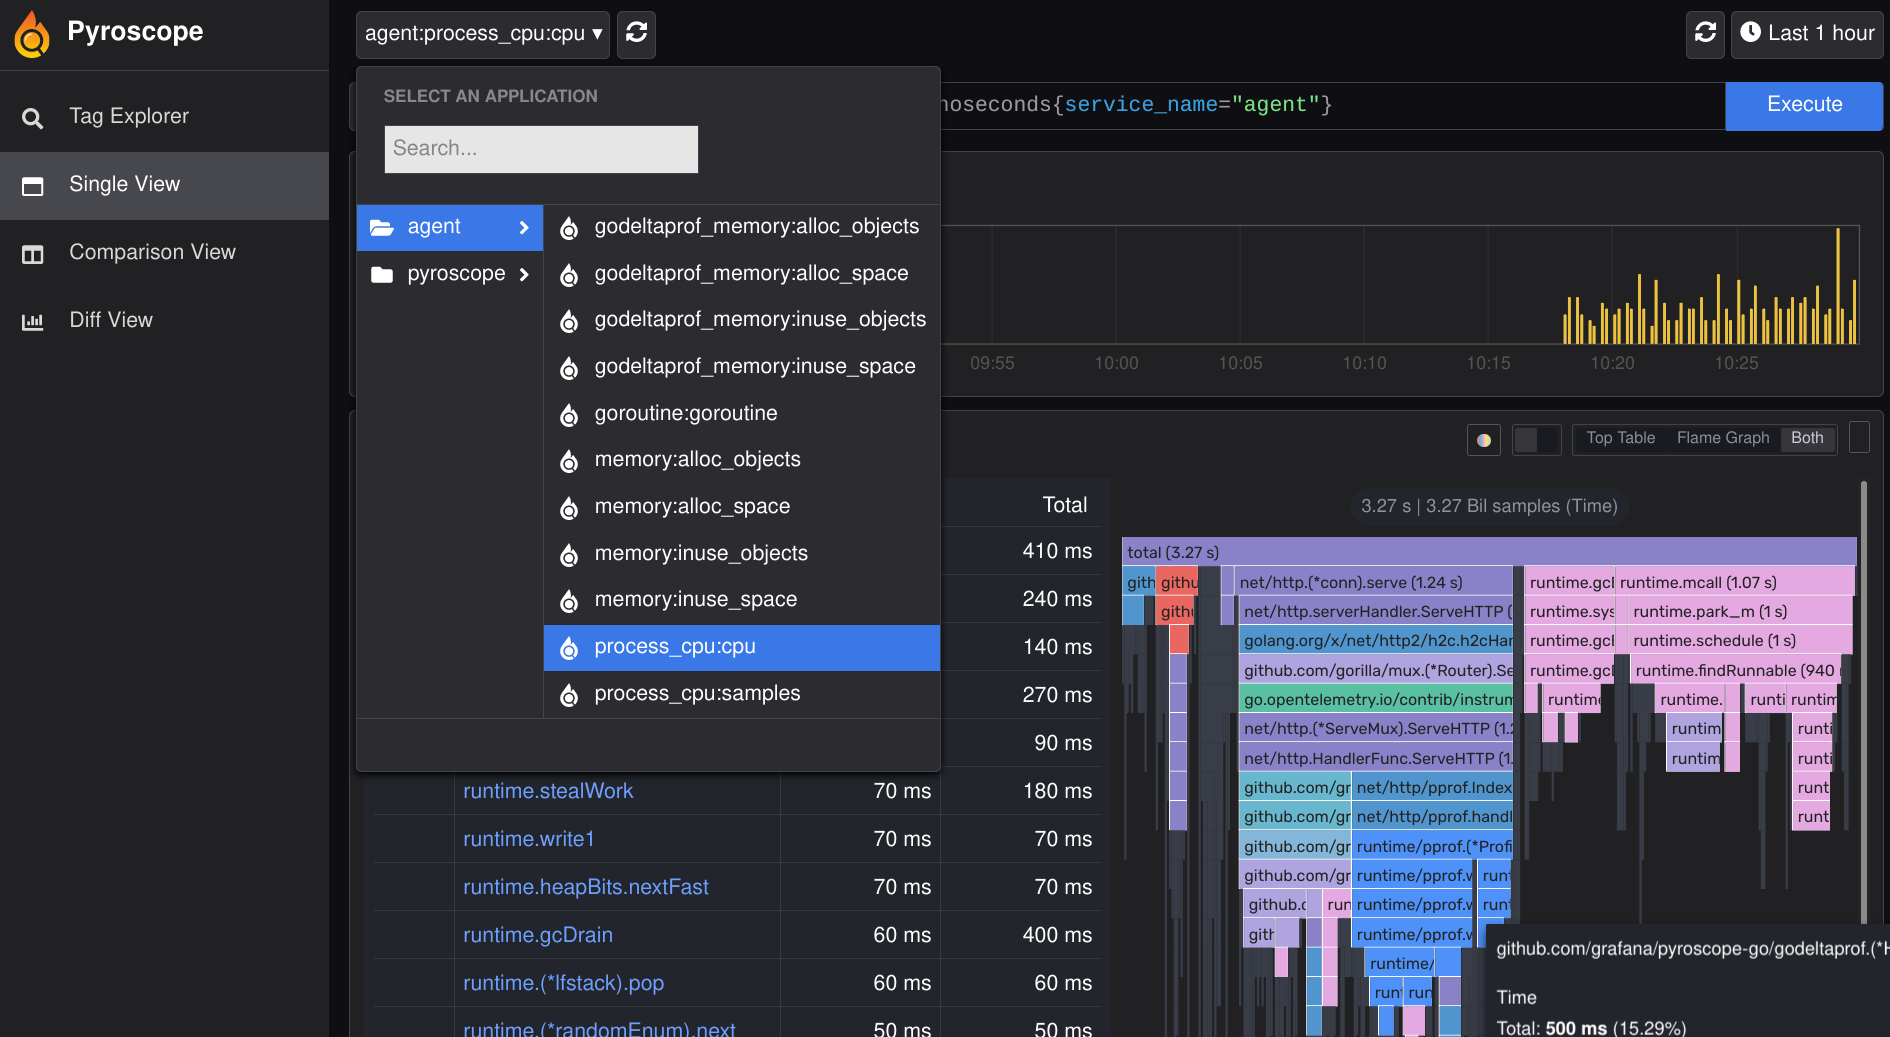 Pyroscope
agent:process_cpu:cpu ▾
Last 1 hour
Tag Explorer
Single View
Comparison View
Diff View
SELECT AN APPLICATION
Search...
{service_name="agent"}
Execute
agent
pyroscope
godeltaprof_memory:alloc_objects
godeltaprof_memory:alloc_space
godeltaprof_memory:inuse_objects
godeltaprof_memory:inuse_space
goroutine:goroutine
memory:alloc_objects
memory:alloc_space
memory:inuse_objects
memory:inuse_space
process_cpu:cpu
process_cpu:samples
09:55 10:00 10:05 10:10 10:15 10:20 10:25
Top Table Flame Graph Both
Total
410 ms
240 ms
140 ms
270 ms
90 ms
runtime.stealWork 70 ms 180 ms
runtime.write1 70 ms 70 ms
runtime.heapBits.nextFast 70 ms 70 ms
runtime.gcDrain 60 ms 400 ms
runtime.(*lfstack).pop 60 ms 60 ms
runtime.(*randomEnum).next 50 ms 50 ms
3.27 s | 3.27 Bil samples (Time)
total (3.27 s)
gith githu net/http.(*conn).serve (1.24 s) runtime.gcB runtime.mcall (1.07 s)
githu net/http.serverHandler.ServeHTTP ( runtime.sys runtime.park_m (1 s)
golang.org/x/net/http2/h2c.h2cHan runtime.gcB runtime.schedule (1 s)
github.com/gorilla/mux.(*Router).Se runtime.gcB runtime.findRunnable (940
go.opentelemetry.io/contrib/instrum runtime runtime. runti runtim
net/http.(*ServeMux).ServeHTTP (1.2 runtim runti
net/http.HandlerFunc.ServeHTTP (1. runtim runti
github.com/gr net/http/pprof.Index runt
github.com/gr net/http/pprof.handl runt
github.com/gr runtime/pprof.(*Profi
github.com/gr runtime/pprof.w runt
github.c run runtime/pprof.w runt
gith runtime/pprof.w
runtime/
runt run
github.com/grafana/pyroscope-go/godeltaprof.(*H
Time
Total: 500 ms (15.29%)